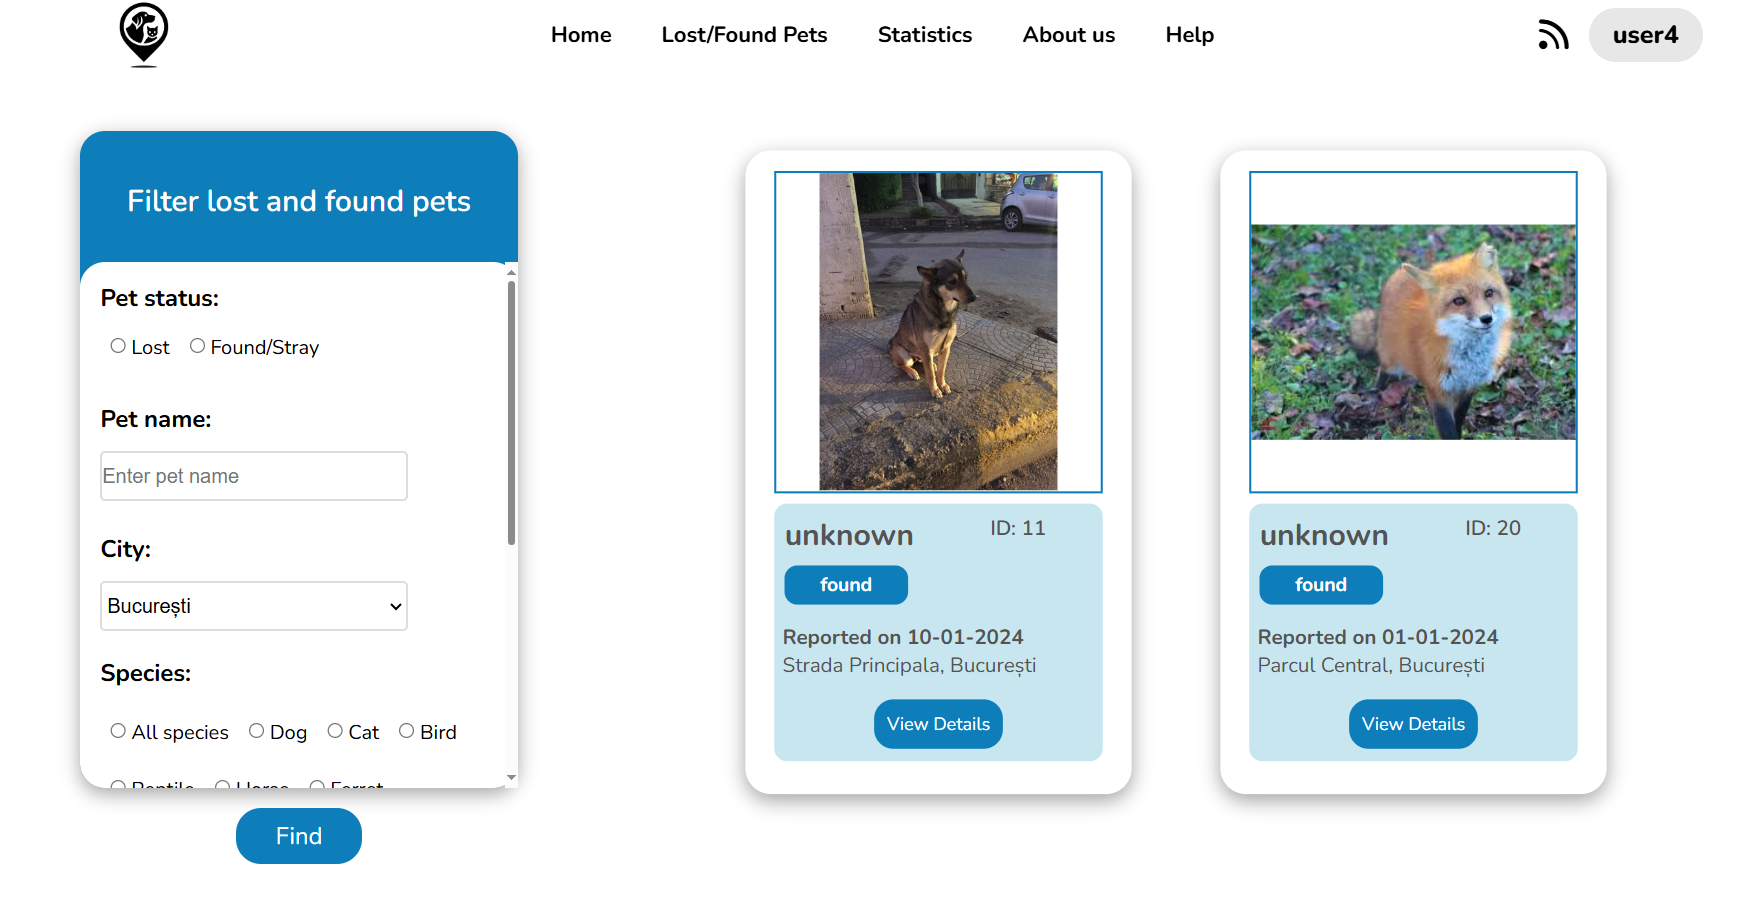 Home
Lost/Found Pets
Statistics
About us
Help
user4
Filter lost and found pets
Pet status:
Lost
Found/Stray
Pet name:
Enter pet name
City:
București
Species:
All species
Dog
Cat
Bird
Reptile
Horse
Ferret
Find
unknown
ID: 11
found
Reported on 10-01-2024
Strada Principala, București
View Details
unknown
ID: 20
found
Reported on 01-01-2024
Parcul Central, București
View Details